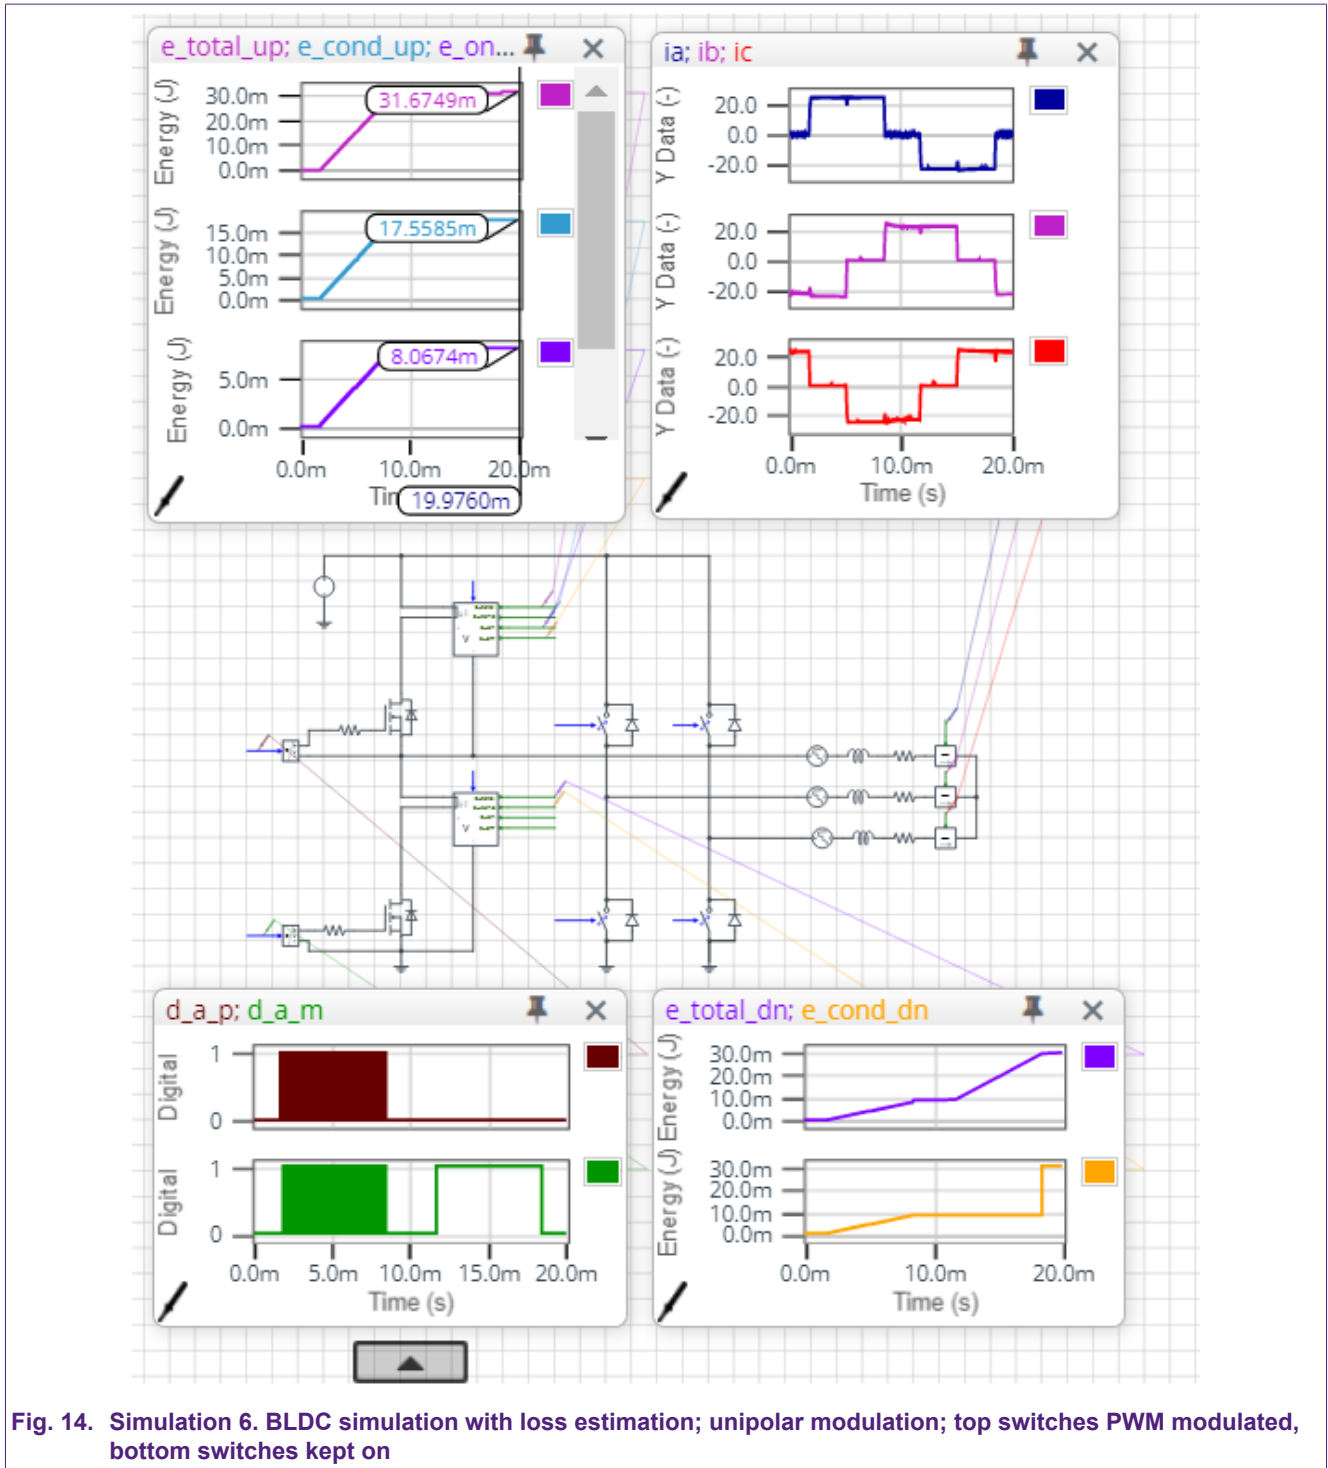 e_total_up; e_cond_up; e_on...
Energy (J)
30.0m
20.0m
10.0m
0.0m
31.6749m
Energy (J)
15.0m
10.0m
5.0m
0.0m
17.5585m
Energy (J)
5.0m
0.0m
8.0674m
0.0m 10.0m 20.0m
Tim
19.9760m
ia; ib; ic
Y Data (-)
20.0
0.0
-20.0
Y Data (-)
20.0
0.0
-20.0
Y Data (-)
20.0
0.0
-20.0
0.0m 10.0m 20.0m
Time (s)
V
V
d_a_p; d_a_m
Digital
1
0
Digital
1
0
0.0m 5.0m 10.0m 15.0m 20.0m
Time (s)
e_total_dn; e_cond_dn
Energy (J)
30.0m
20.0m
10.0m
0.0m
Energy (J)
30.0m
20.0m
10.0m
0.0m
0.0m 10.0m 20.0m
Time (s)
Fig. 14. Simulation 6. BLDC simulation with loss estimation; unipolar modulation; top switches PWM modulated,
bottom switches kept on